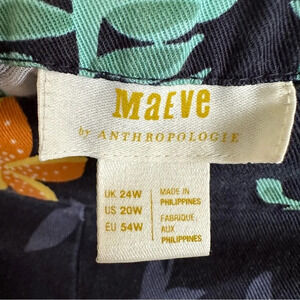 MaEve
by ANTHROPOLOGIE
UK 24W
US 20W
EU 54W
MADE IN
PHILIPPINES
FABRIQUE
AUX
PHILIPPINES